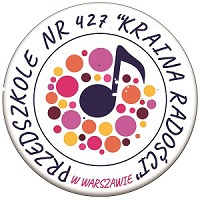 PRZEDSZKOLE NR 427 "KRAINA RADOŚCI"
W WARSZAWIE